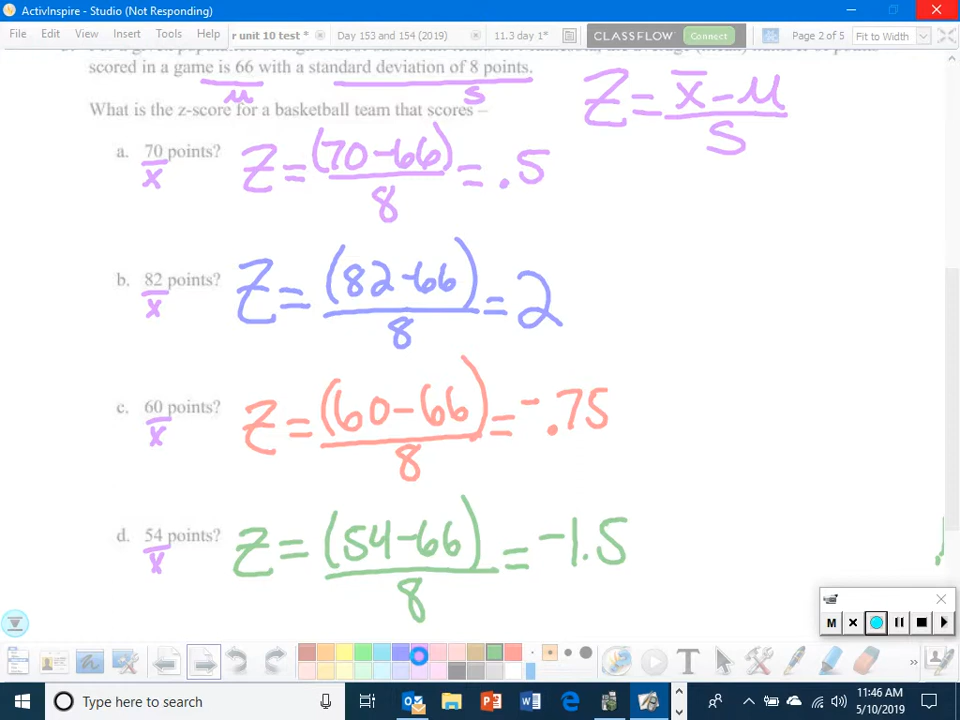 ActivInspire - Studio (Not Responding)
File Edit View Insert Tools Help
r unit 10 test * Day 153 and 154 (2019) 11.3 day 1* CLASSFLOW Connect Page 2 of 5 Fit to Width
scored in a game is 66 with a standard deviation of 8 points.
μ s
z = x̄ - μ / s
What is the z-score for a basketball team that scores –
a. 70 points? z = (70-66) / 8 = .5
x
b. 82 points? z = (82-66) / 8 = 2
x
c. 60 points? z = (60-66) / 8 = -.75
x
d. 54 points? z = (54-66) / 8 = -1.5
x
M
T
Type here to search
11:46 AM
5/10/2019